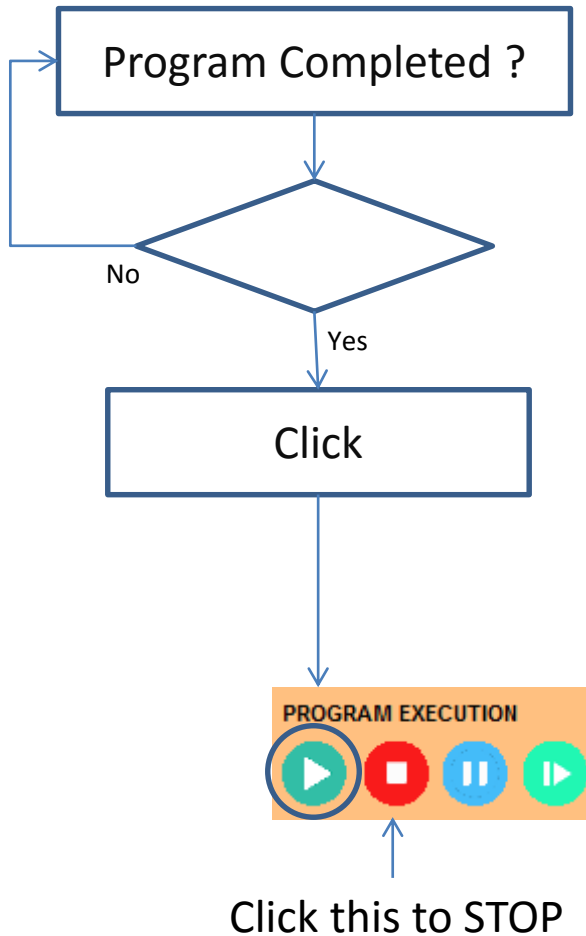 Program Completed ?
No
Yes
Click
PROGRAM EXECUTION
Click this to STOP